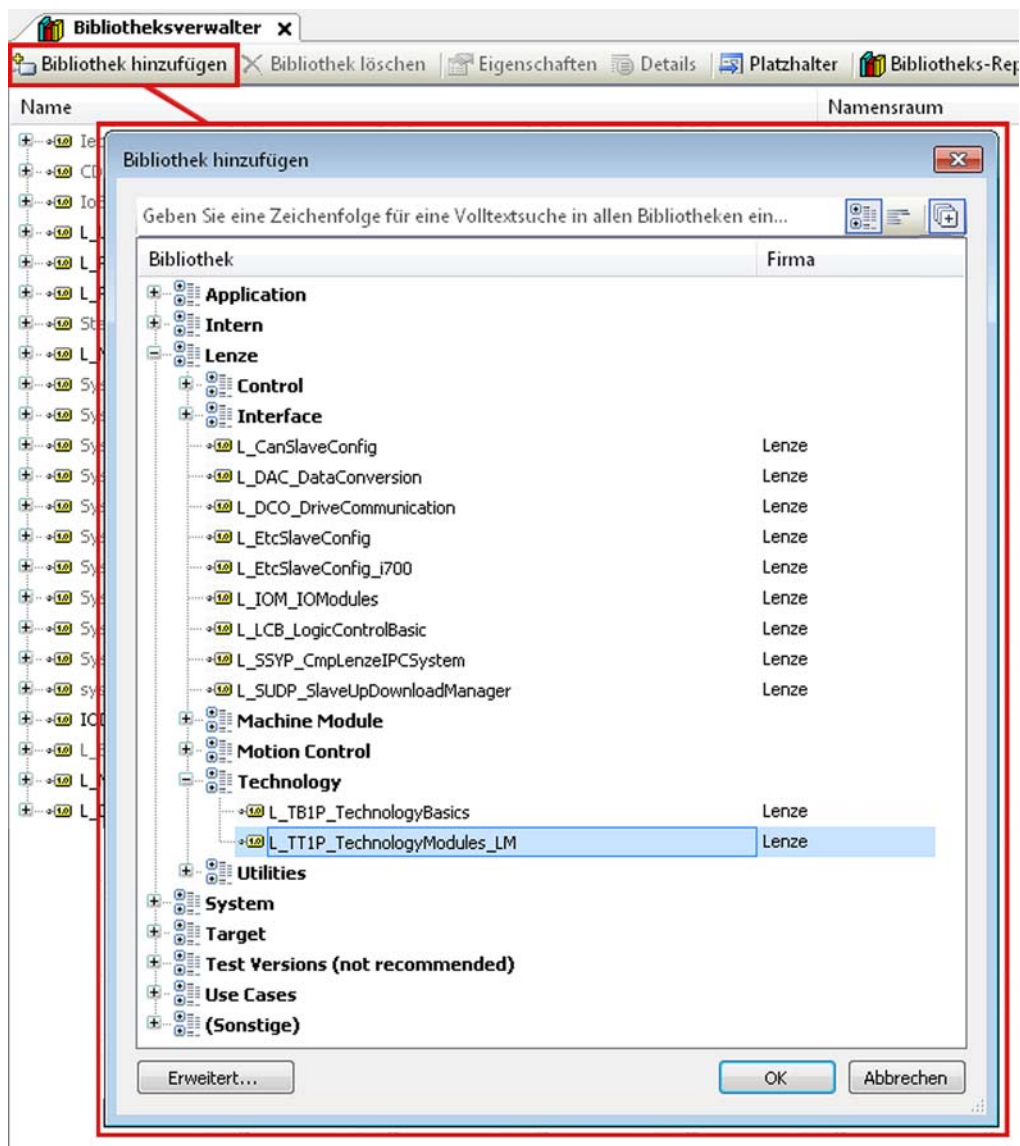 Bibliotheksverwalter
Bibliothek hinzufügen Bibliothek löschen Eigenschaften Details Platzhalter Bibliotheks-Rep
Name Namensraum
Bibliothek hinzufügen
Geben Sie eine Zeichenfolge für eine Volltextsuche in allen Bibliotheken ein...
Bibliothek Firma
Application
Intern
Lenze
Control
Interface
L_CanSlaveConfig Lenze
L_DAC_DataConversion Lenze
L_DCO_DriveCommunication Lenze
L_EtcSlaveConfig Lenze
L_EtcSlaveConfig_i700 Lenze
L_IOM_IOModules Lenze
L_LCB_LogicControlBasic Lenze
L_SSYP_CmpLenzeIPCSystem Lenze
L_SUDP_SlaveUpDownloadManager Lenze
Machine Module
Motion Control
Technology
L_TB1P_TechnologyBasics Lenze
L_TT1P_TechnologyModules_LM Lenze
Utilities
System
Target
Test Versions (not recommended)
Use Cases
(Sonstige)
Erweitert... OK Abbrechen